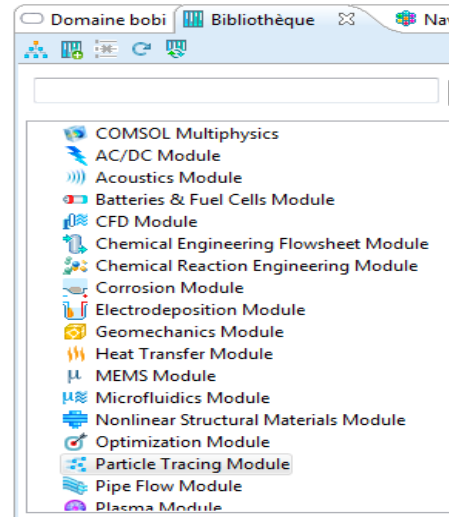 Domaine bobi Bibliothèque Nav
COMSOL Multiphysics
AC/DC Module
Acoustics Module
Batteries & Fuel Cells Module
CFD Module
Chemical Engineering Flowsheet Module
Chemical Reaction Engineering Module
Corrosion Module
Electrodeposition Module
Geomechanics Module
Heat Transfer Module
MEMS Module
Microfluidics Module
Nonlinear Structural Materials Module
Optimization Module
Particle Tracing Module
Pipe Flow Module
Plasma Module